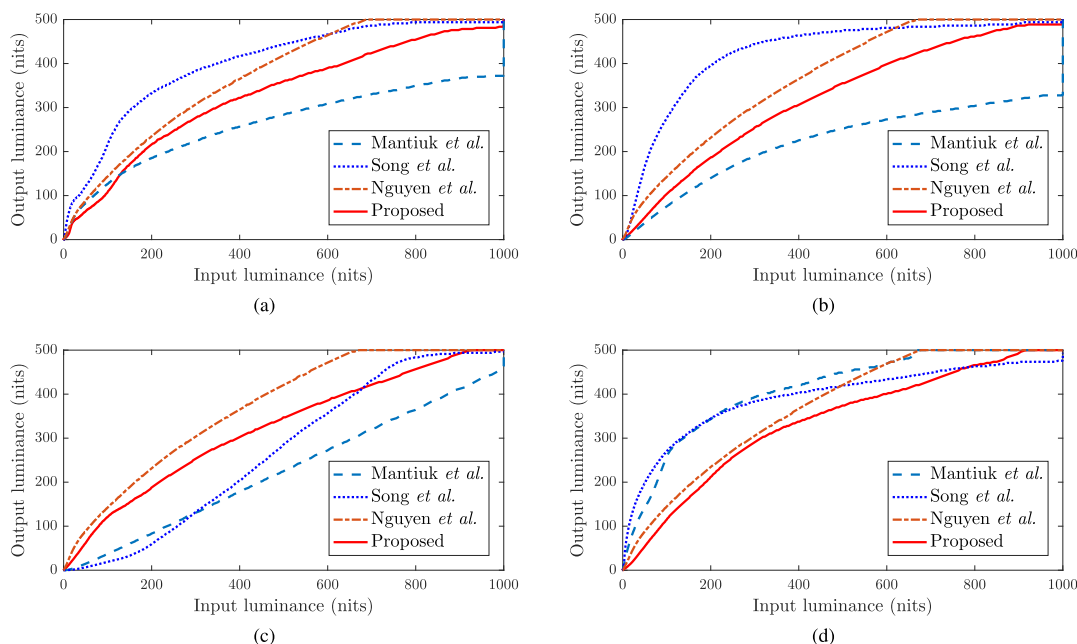 500
400
300
200
100
0
Output luminance (nits)
0 200 400 600 800 1000
Input luminance (nits)
Mantiuk et al.
Song et al.
Nguyen et al.
Proposed
(a)
500
400
300
200
100
0
Output luminance (nits)
0 200 400 600 800 1000
Input luminance (nits)
Mantiuk et al.
Song et al.
Nguyen et al.
Proposed
(b)
500
400
300
200
100
0
Output luminance (nits)
0 200 400 600 800 1000
Input luminance (nits)
Mantiuk et al.
Song et al.
Nguyen et al.
Proposed
(c)
500
400
300
200
100
0
Output luminance (nits)
0 200 400 600 800 1000
Input luminance (nits)
Mantiuk et al.
Song et al.
Nguyen et al.
Proposed
(d)